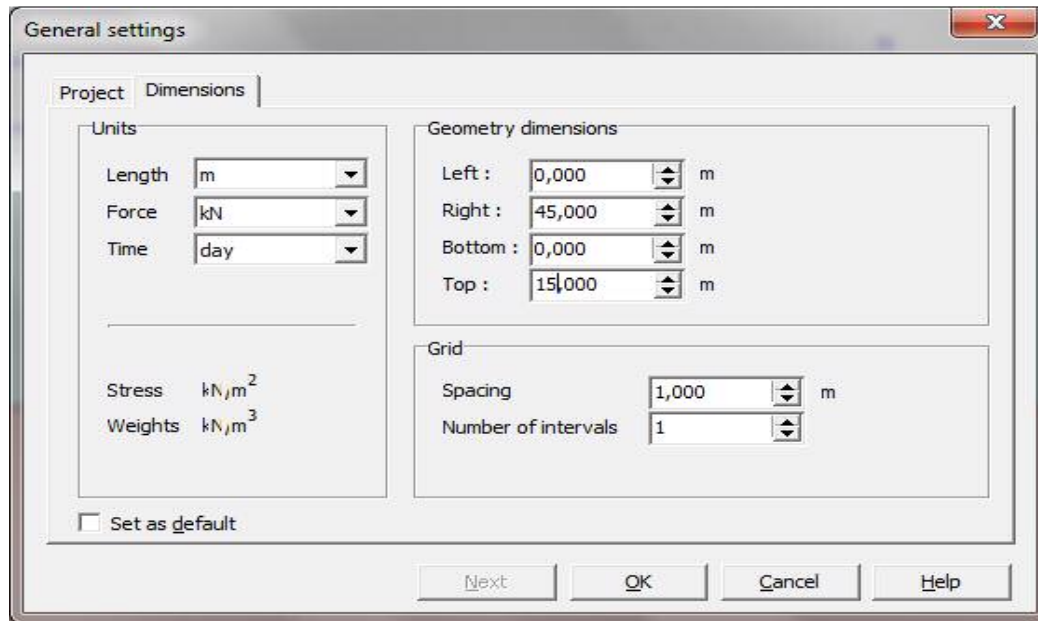 General settings
Project Dimensions
Units
Length m
Force kN
Time day
Stress kN/m²
Weights kN/m³
Geometry dimensions
Left : 0,000 m
Right : 45,000 m
Bottom : 0,000 m
Top : 15,000 m
Grid
Spacing 1,000 m
Number of intervals 1
Set as default
Next OK Cancel Help